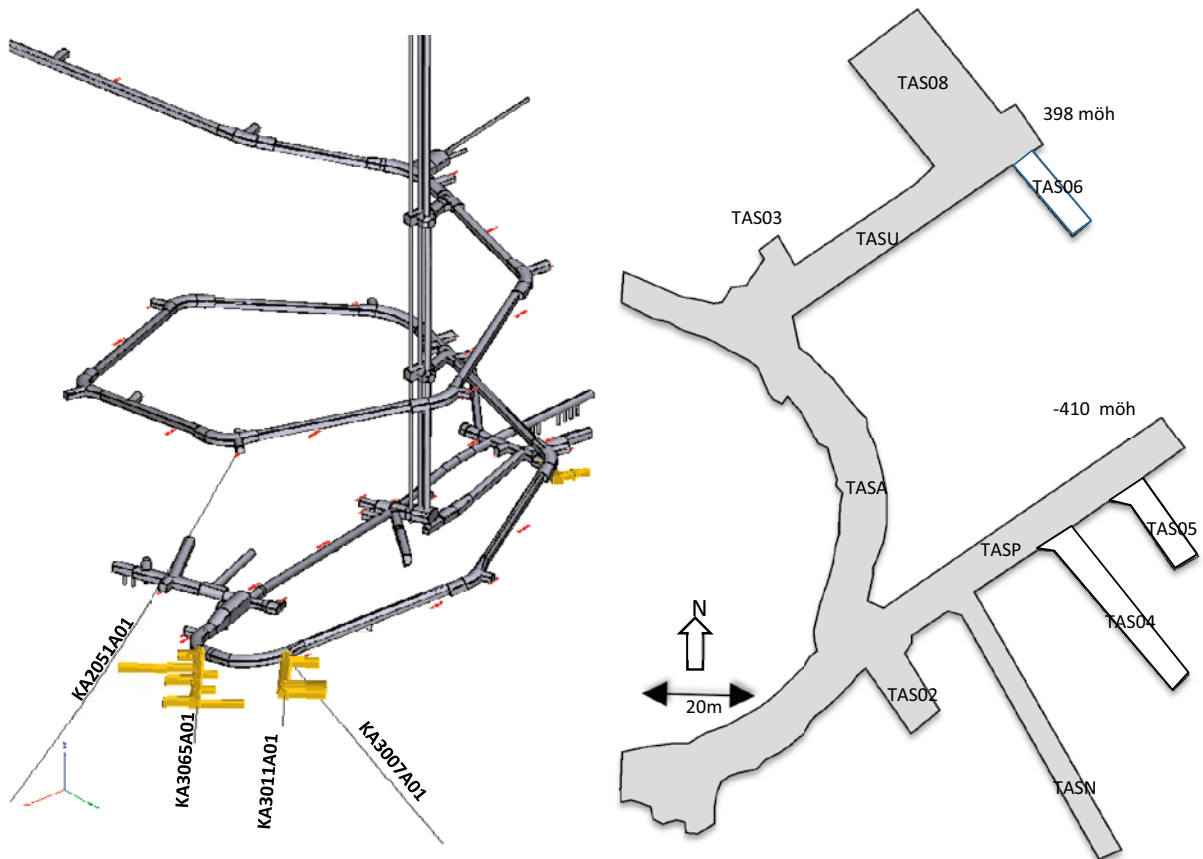 KA2051A01
KA3065A01
KA3011A01
KA3007A01
TAS08
398 möh
TAS06
TAS03
TASU
-410 möh
TASA
TAS05
TASP
N
TAS04
20m
TAS02
TASN